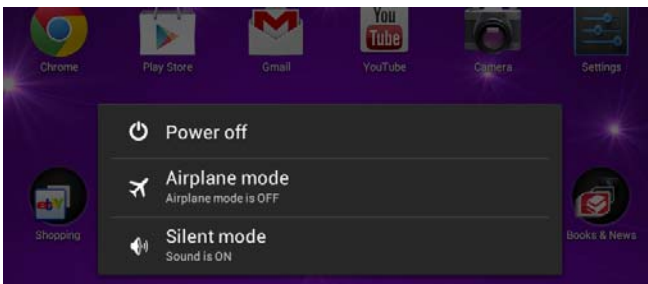 You
Tube
Chrome
Play Store
Gmail
YouTube
Camera
Settings
Power off
Airplane mode
Airplane mode is OFF
ebY
Shopping
Silent mode
Sound is ON
Books & News